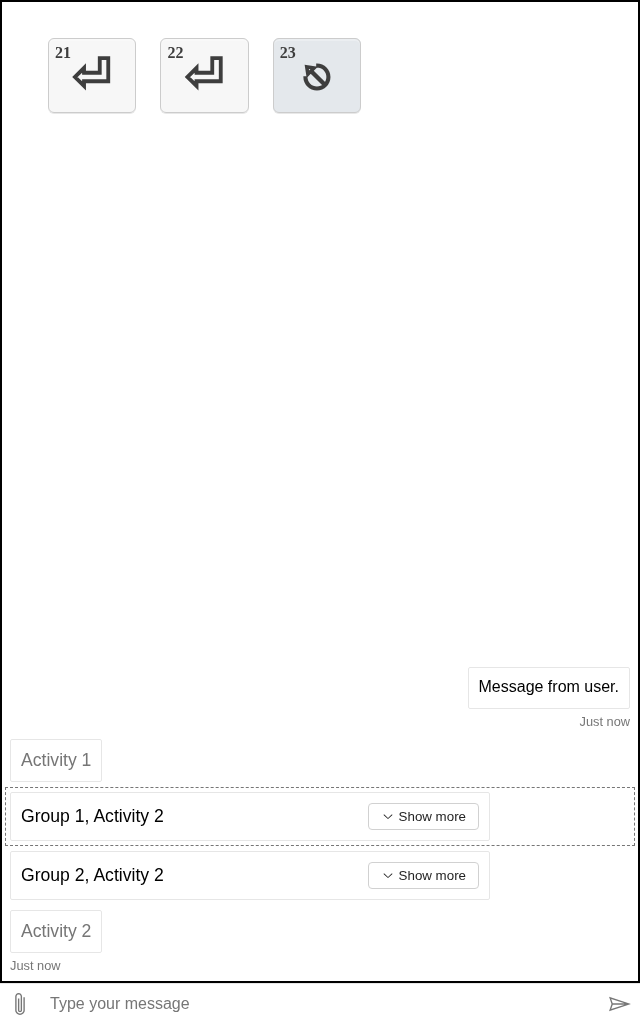 21
22
23
Message from user.
Just now
Activity 1
Group 1, Activity 2
Show more
Group 2, Activity 2
Show more
Activity 2
Just now
Type your message